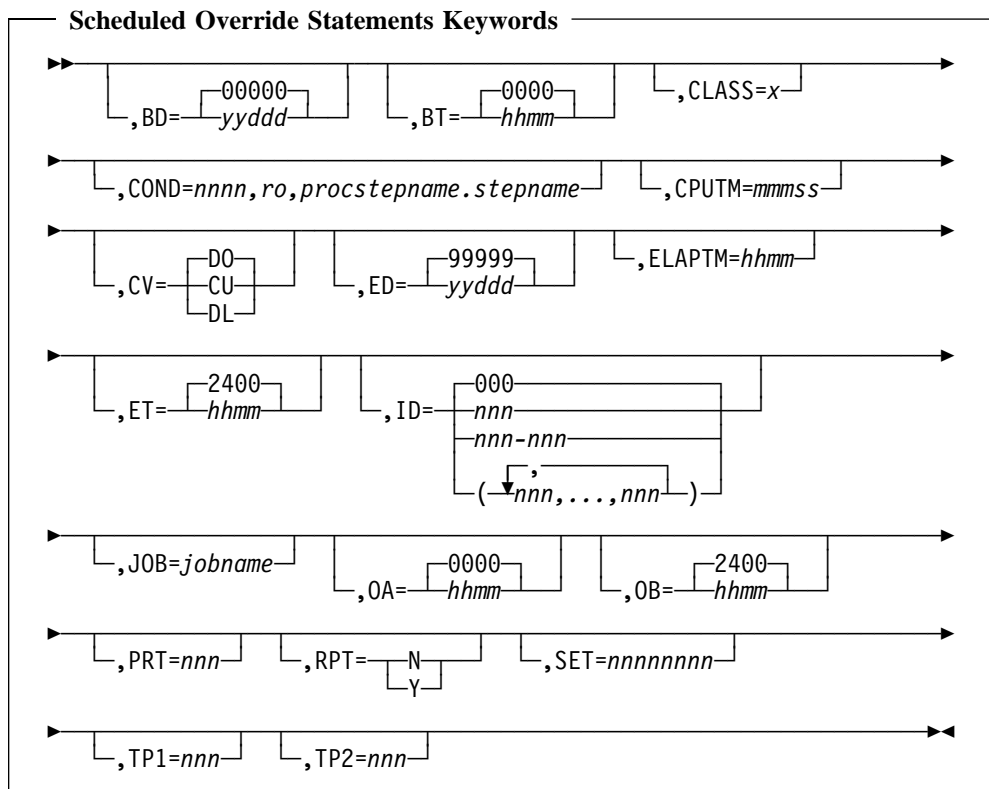 Scheduled Override Statements Keywords
,BD= 00000 yyddd ,BT= 0000 hhmm ,CLASS=x
,COND=nnnn,ro,procstepname.stepname ,CPUTM=mmmss
,CV= DO CU DL ,ED= 99999 yyddd ,ELAPTM=hhmm
,ET= 2400 hhmm ,ID= 000 nnn nnn-nnn ( , nnn,...,nnn )
,JOB=jobname ,OA= 0000 hhmm ,OB= 2400 hhmm
,PRT=nnn ,RPT= N Y ,SET=nnnnnnnn
,TP1=nnn ,TP2=nnn